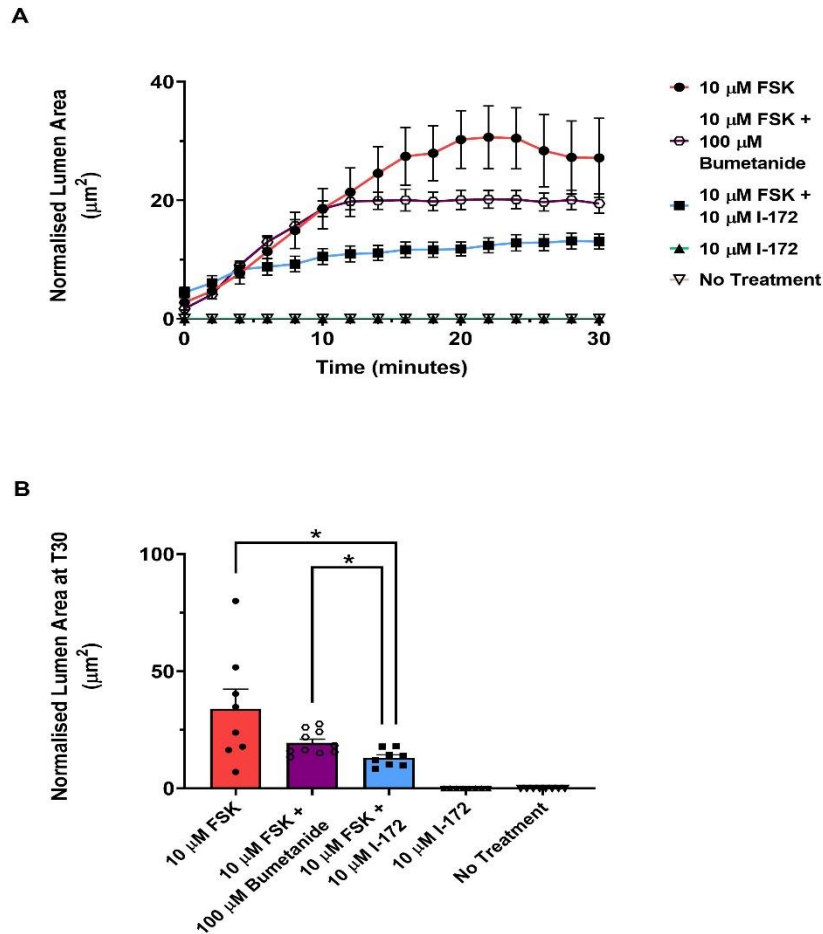 A
Normalised Lumen Area
(μm²)
40
20
0
0
10
20
30
Time (minutes)
10 μM FSK
10 μM FSK +
100 μM
Bumetanide
10 μM FSK +
10 μM I-172
10 μM I-172
No Treatment
B
Normalised Lumen Area at T30
(μm²)
100
50
0
*
*
10 μM FSK
10 μM FSK +
100 μM Bumetanide
10 μM FSK +
10 μM I-172
10 μM I-172
No Treatment